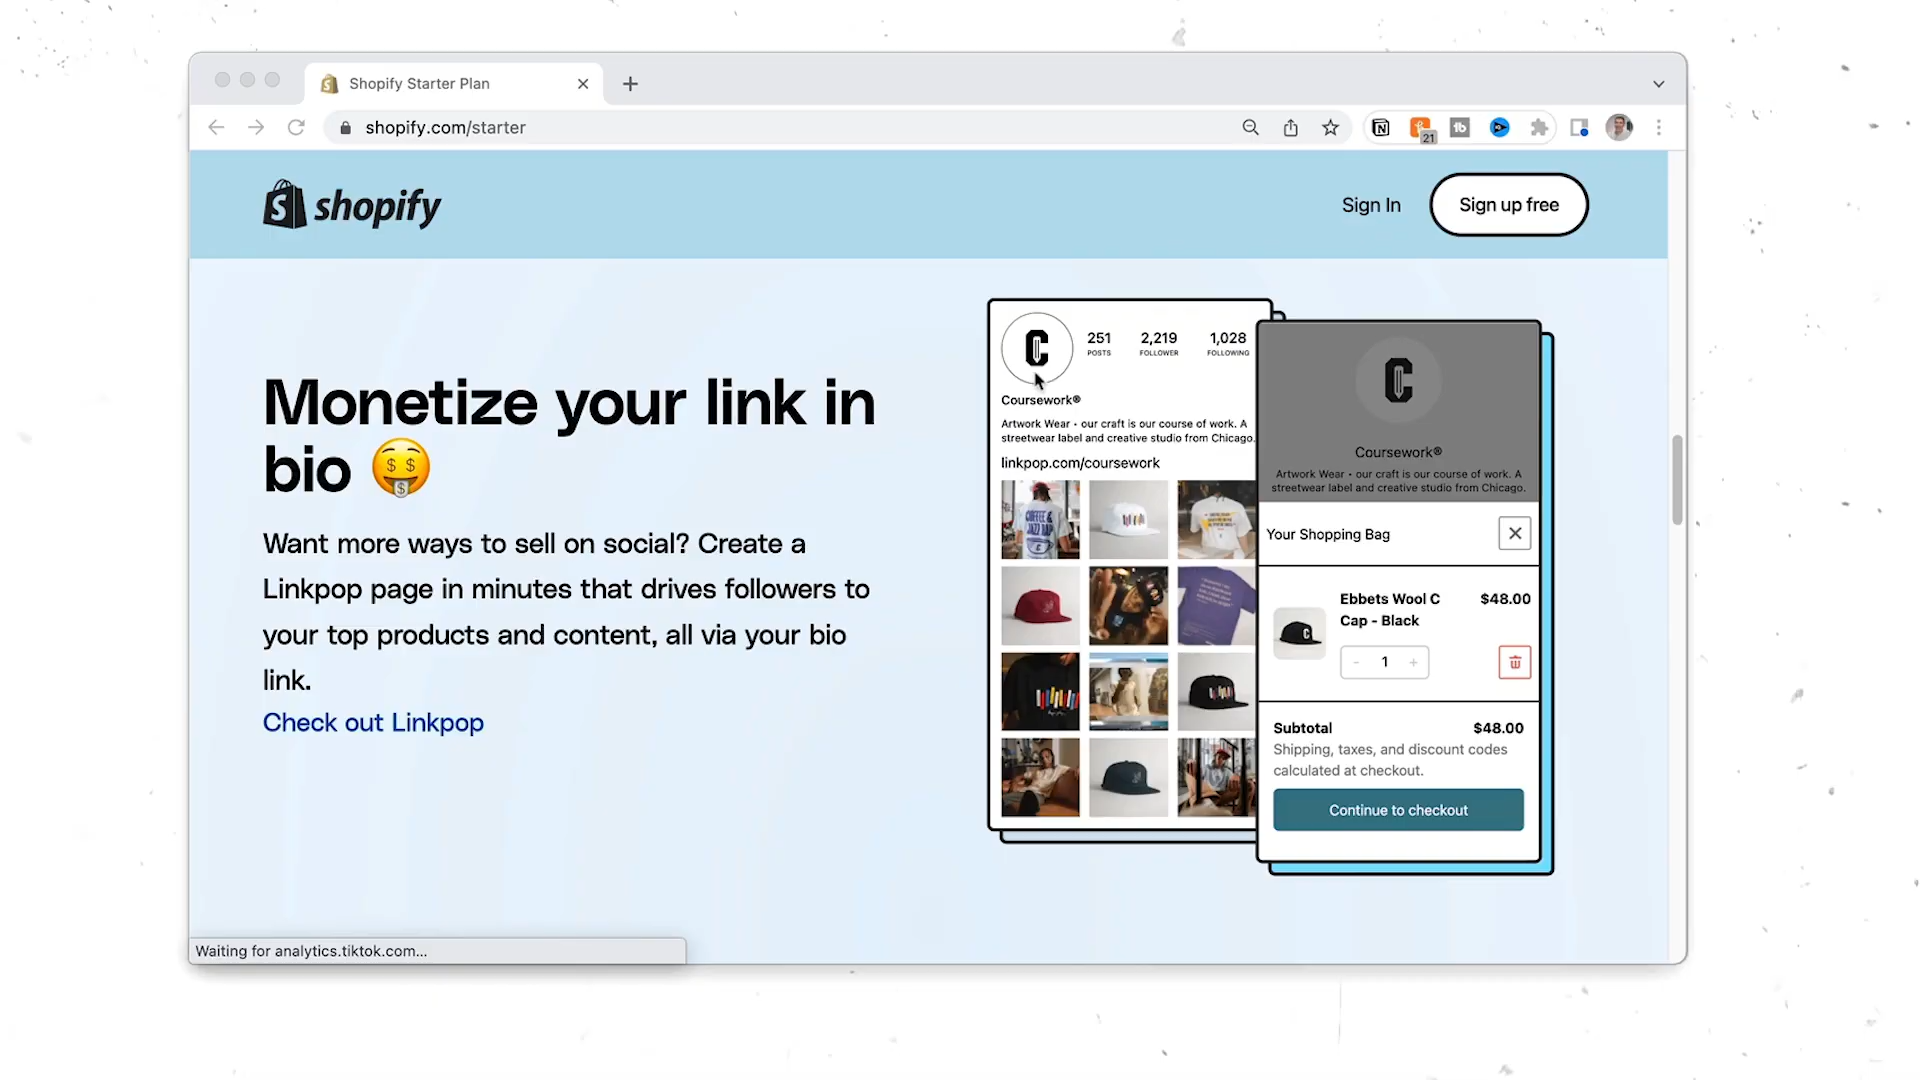 Shopify Starter Plan
shopify.com/starter
21
shopify
Sign In
Sign up free
Monetize your link in
bio
Want more ways to sell on social? Create a
Linkpop page in minutes that drives followers to
your top products and content, all via your bio
link.
Check out Linkpop
251
POSTS
2,219
FOLLOWER
1,028
FOLLOWING
Coursework®
Artwork Wear • our craft is our course of work. A
streetwear label and creative studio from Chicago.
linkpop.com/coursework
Coursework®
Artwork Wear • our craft is our course of work. A
streetwear label and creative studio from Chicago.
Your Shopping Bag
Ebbets Wool C
Cap - Black
$48.00
- 1 +
Subtotal
$48.00
Shipping, taxes, and discount codes
calculated at checkout.
Continue to checkout
Waiting for analytics.tiktok.com...